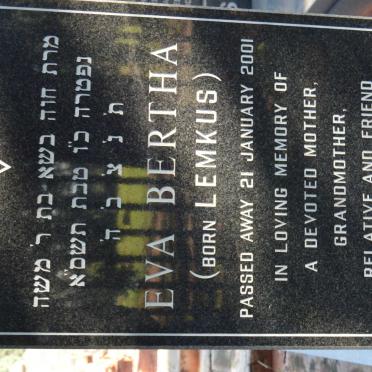 מרת חוה בשא בת ר' משה
נפטרה כ"ו טבת תשס"א
ת נ צ ב ה
EVA BERTHA
(BORN LEMKUS)
PASSED AWAY 21 JANUARY 2001
IN LOVING MEMORY OF
A DEVOTED MOTHER,
GRANDMOTHER,
RELATIVE AND FRIEND